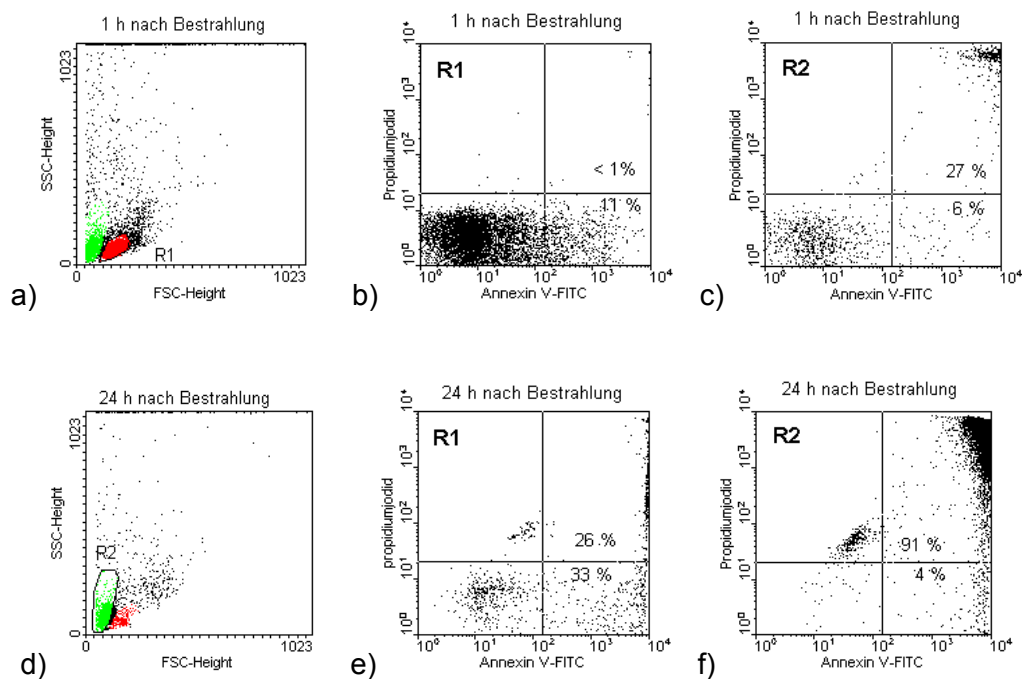 1 h nach Bestrahlung
1023
SSC-Height
0
R1
0
1023
FSC-Height
a)
1 h nach Bestrahlung
R1
Propidiumjodid
10³
10²
10¹
10⁰
< 1%
11 %
10⁰
10¹
10²
10³
10⁴
Annexin V-FITC
b)
1 h nach Bestrahlung
R2
Propidiumjodid
10³
10²
10¹
10⁰
27 %
6 %
10⁰
10¹
10²
10³
10⁴
Annexin V-FITC
c)
24 h nach Bestrahlung
1023
SSC-Height
0
R2
0
1023
FSC-Height
d)
24 h nach Bestrahlung
R1
propidiumjodid
10³
10²
10¹
10⁰
26 %
33 %
10⁰
10¹
10²
10³
10⁴
Annexin V-FITC
e)
24 h nach Bestrahlung
R2
Propidiumjodid
10³
10²
10¹
10⁰
91 %
4 %
10⁰
10¹
10²
10³
10⁴
Annexin V-FITC
f)